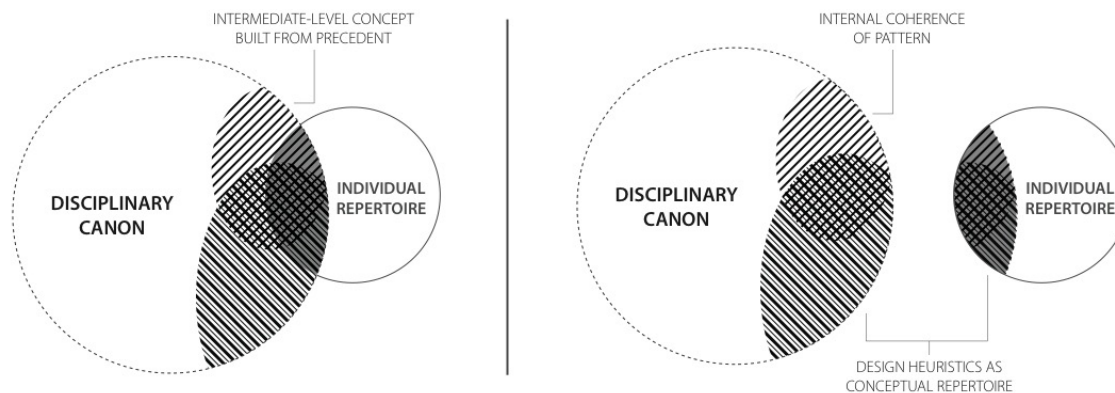 INTERMEDIATE-LEVEL CONCEPT
BUILT FROM PRECEDENT
DISCIPLINARY
CANON
INDIVIDUAL
REPERTOIRE
INTERNAL COHERENCE
OF PATTERN
DISCIPLINARY
CANON
INDIVIDUAL
REPERTOIRE
DESIGN HEURISTICS AS
CONCEPTUAL REPERTOIRE